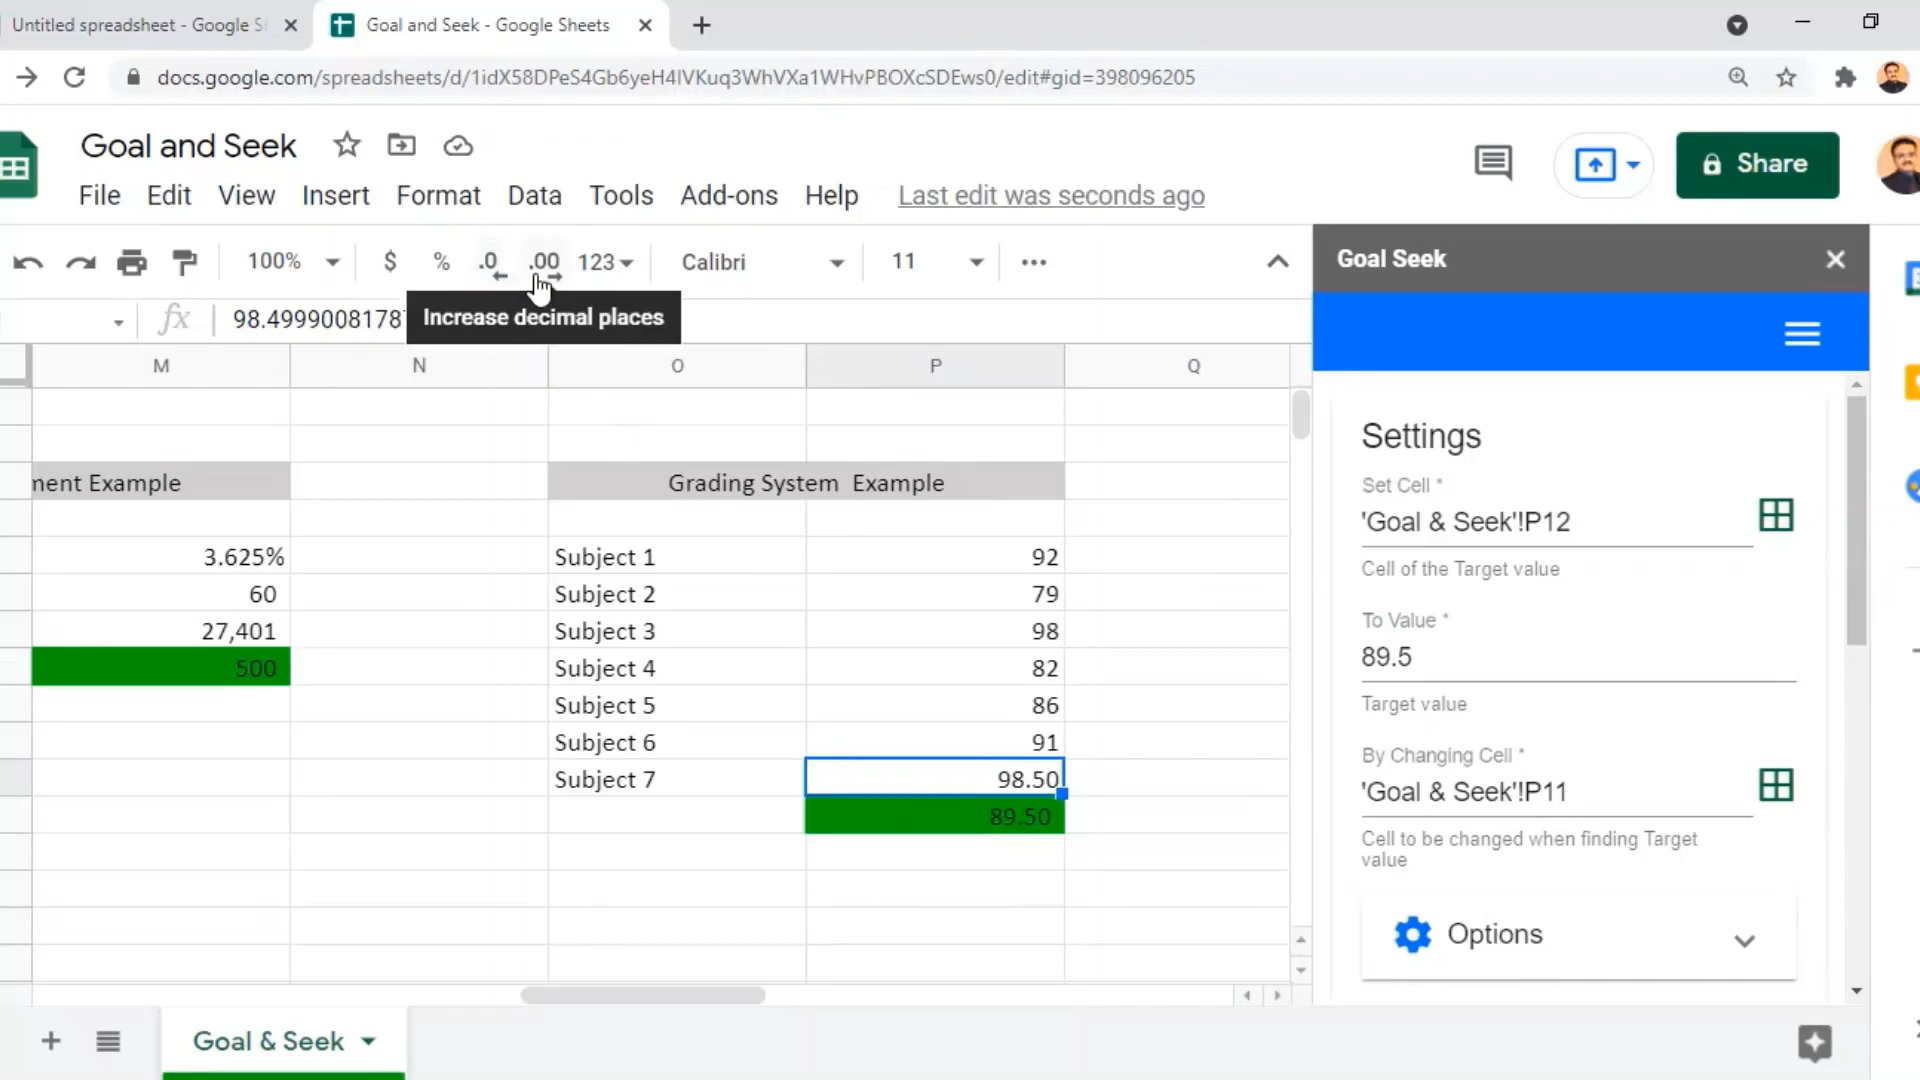 Untitled spreadsheet - Google S
Goal and Seek - Google Sheets
docs.google.com/spreadsheets/d/1idX58DPeS4Gb6yeH4lVKuq3WhVXa1WHvPBOXcSDEws0/edit#gid=398096205
Goal and Seek
File Edit View Insert Format Data Tools Add-ons Help Last edit was seconds ago
Share
100% $ % .0 .00 123 Calibri 11
fx 98.4999008178
Increase decimal places
M N O P Q
ment Example
Grading System Example
3.625%
60
27,401
500
Subject 1 92
Subject 2 79
Subject 3 98
Subject 4 82
Subject 5 86
Subject 6 91
Subject 7 98.50
89.50
Goal & Seek
Goal Seek
Settings
Set Cell *
'Goal & Seek'!P12
Cell of the Target value
To Value *
89.5
Target value
By Changing Cell *
'Goal & Seek'!P11
Cell to be changed when finding Target
value
Options